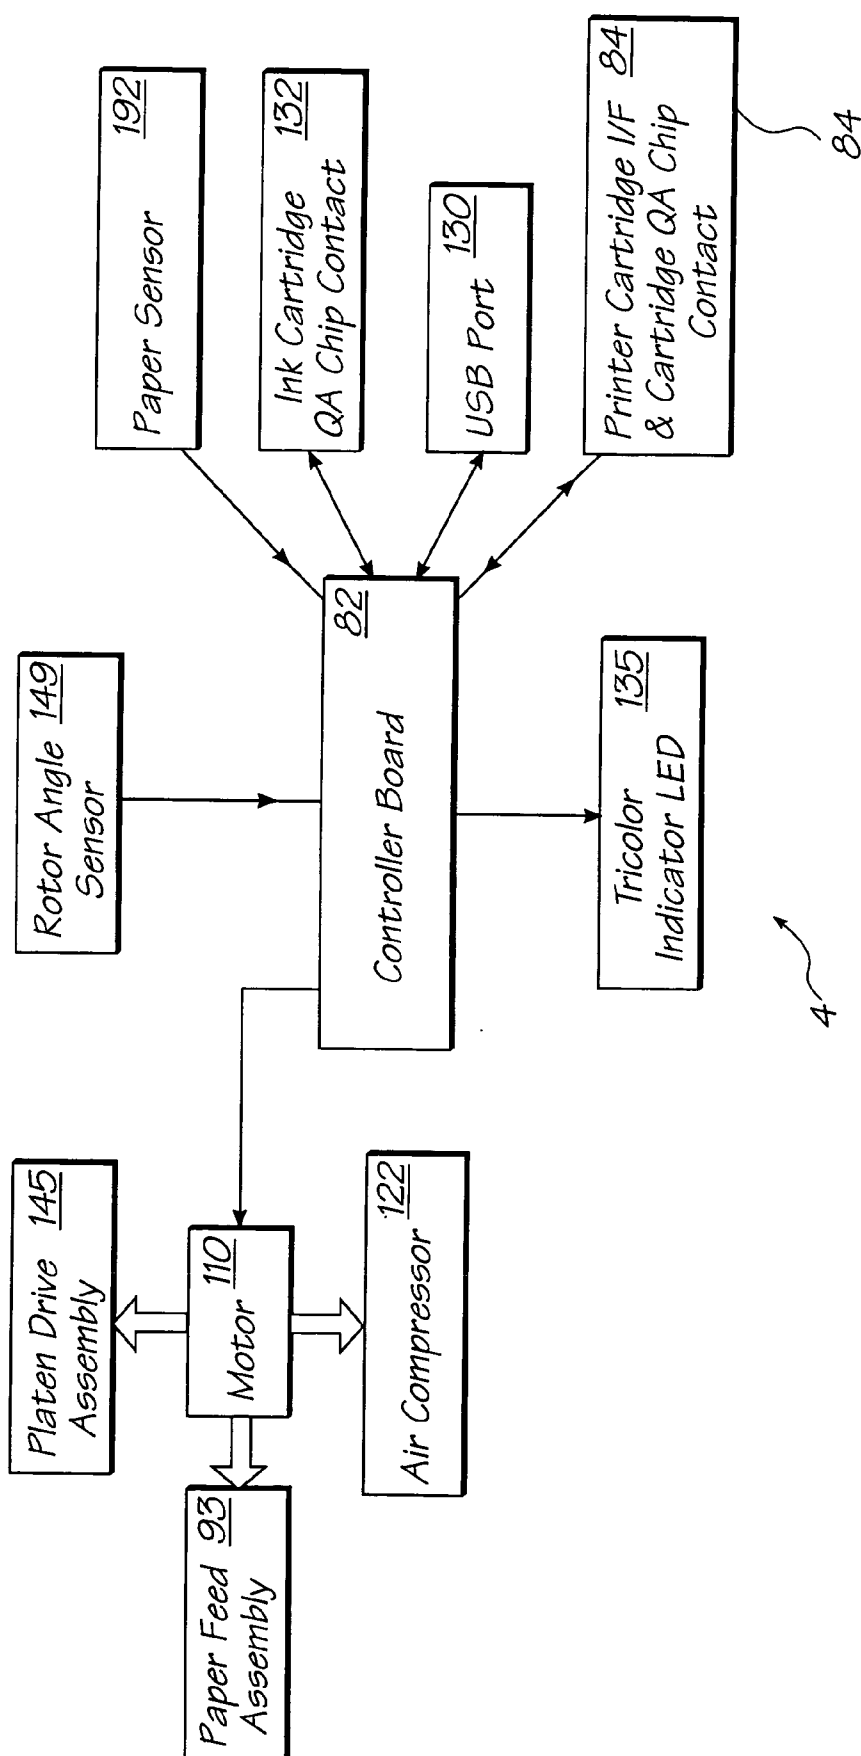 Paper Feed 93
Assembly
Platen Drive 145
Assembly
Motor 110
Air Compressor 122
Rotor Angle 149
Sensor
Controller Board 82
Tricolor 135
Indicator LED
Paper Sensor 192
Ink Cartridge 132
QA Chip Contact
USB Port 130
Printer Cartridge I/F 84
& Cartridge QA Chip
Contact
84
4